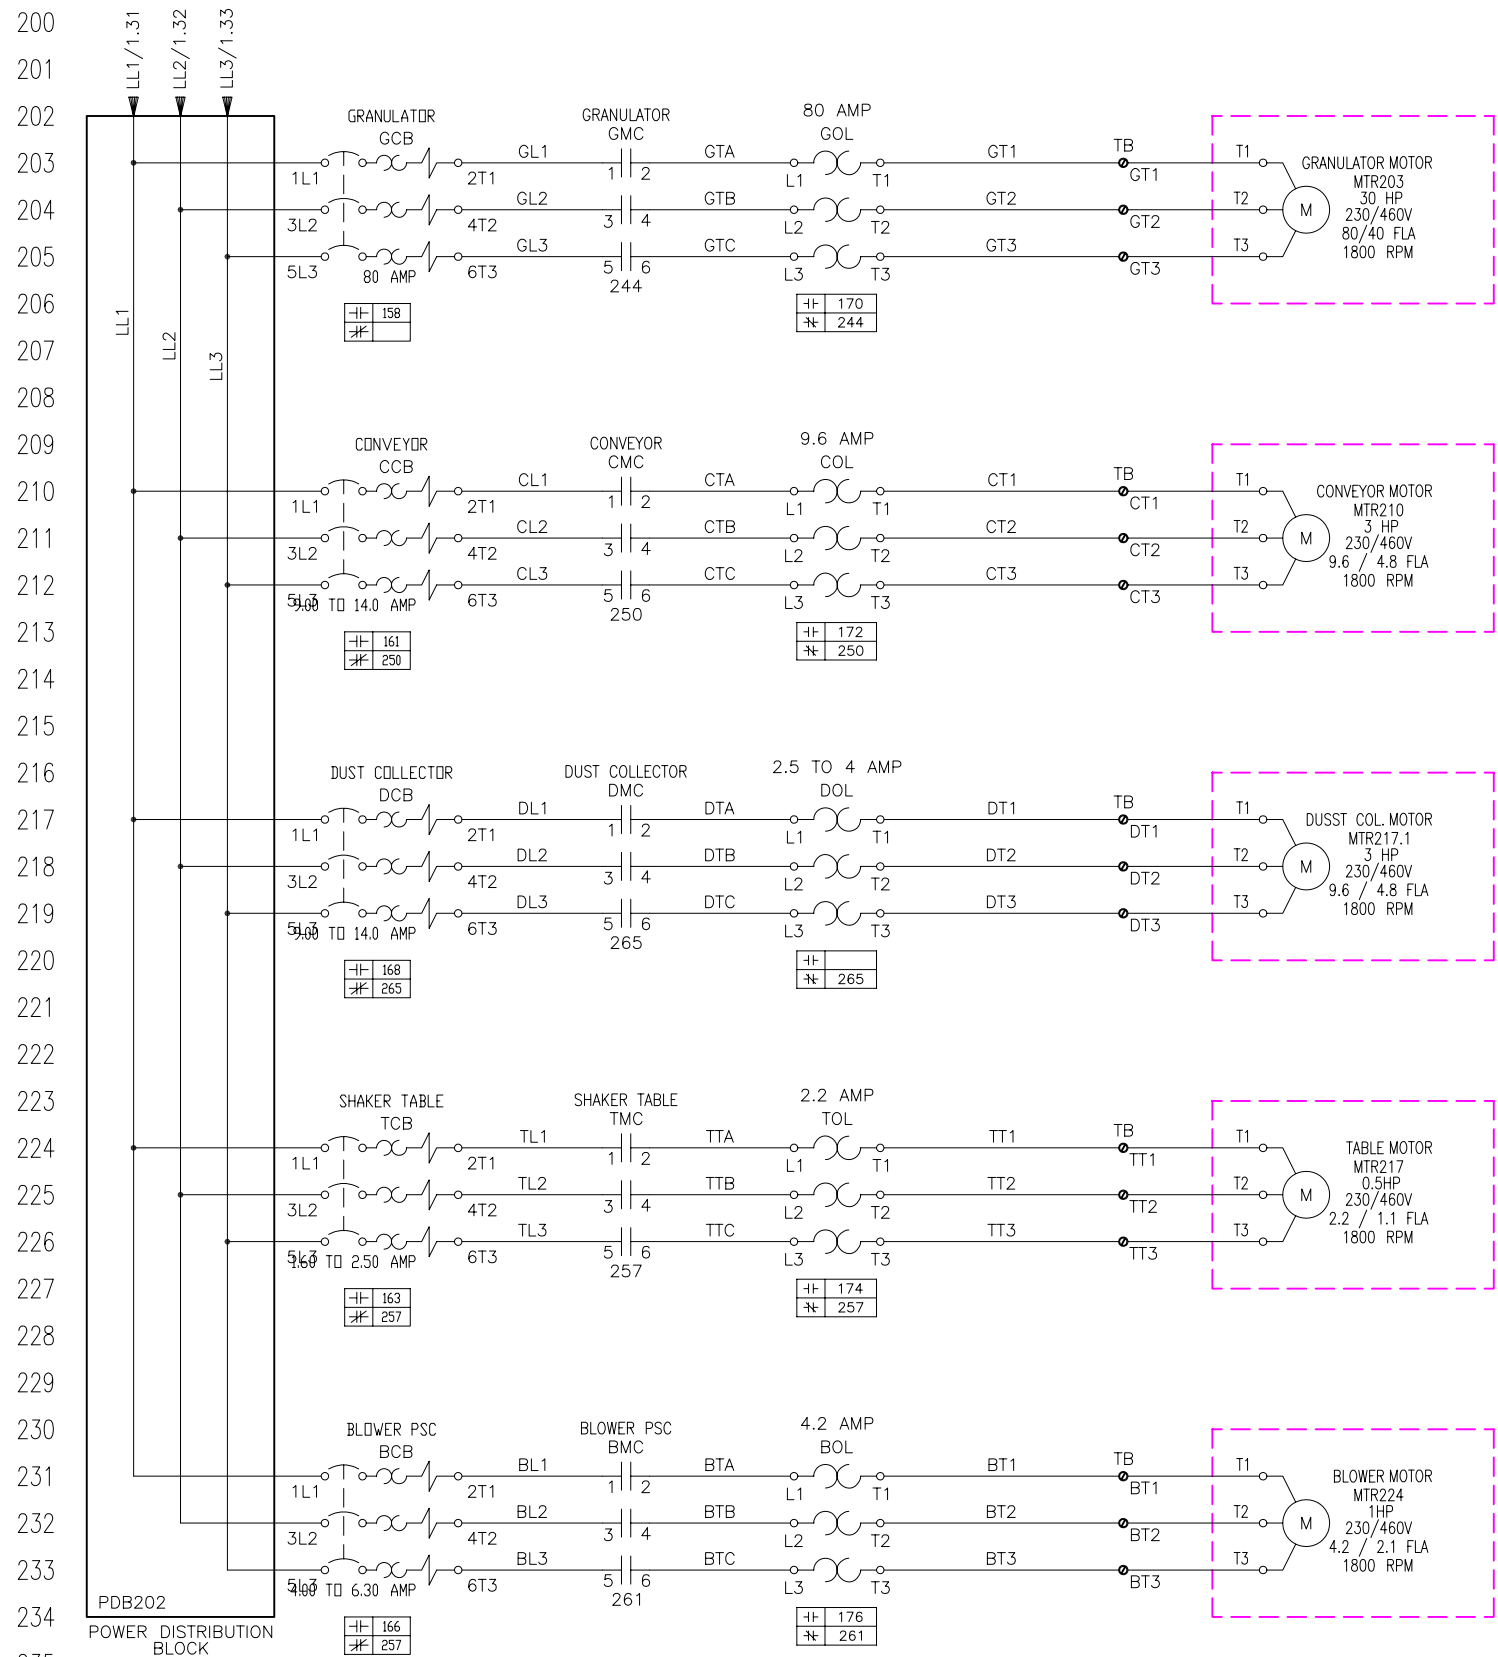 200
LL1/1.31
LL2/1.32
LL3/1.33
201
202
GRANULATOR
GCB
GRANULATOR
GMC
80 AMP
GOL
203
1L1
2T1
GL1
1 2
GTA
L1
T1
GT1
TB
GT1
T1
GRANULATOR MOTOR
MTR203
30 HP
230/460V
80/40 FLA
1800 RPM
204
3L2
4T2
GL2
3 4
GTB
L2
T2
GT2
GT2
T2
M
205
5L3
80 AMP
6T3
GL3
5 6
244
GTC
L3
T3
GT3
GT3
T3
206
158
170
244
LL1
LL2
LL3
207
208
209
CONVEYOR
CCB
CONVEYOR
CMC
9.6 AMP
COL
210
1L1
2T1
CL1
1 2
CTA
L1
T1
CT1
TB
CT1
T1
CONVEYOR MOTOR
MTR210
3 HP
230/460V
9.6 / 4.8 FLA
1800 RPM
211
3L2
4T2
CL2
3 4
CTB
L2
T2
CT2
CT2
T2
M
212
5L3
9.00 TO 14.0 AMP
6T3
CL3
5 6
250
CTC
L3
T3
CT3
CT3
T3
213
161
250
172
250
214
215
216
DUST COLLECTOR
DCB
DUST COLLECTOR
DMC
2.5 TO 4 AMP
DOL
217
1L1
2T1
DL1
1 2
DTA
L1
T1
DT1
TB
DT1
T1
DUSST COL. MOTOR
MTR217.1
3 HP
230/460V
9.6 / 4.8 FLA
1800 RPM
218
3L2
4T2
DL2
3 4
DTB
L2
T2
DT2
DT2
T2
M
219
5L3
9.00 TO 14.0 AMP
6T3
DL3
5 6
265
DTC
L3
T3
DT3
DT3
T3
220
168
265
265
221
222
223
SHAKER TABLE
TCB
SHAKER TABLE
TMC
2.2 AMP
TOL
224
1L1
2T1
TL1
1 2
TTA
L1
T1
TT1
TB
TT1
T1
TABLE MOTOR
MTR217
0.5HP
230/460V
2.2 / 1.1 FLA
1800 RPM
225
3L2
4T2
TL2
3 4
TTB
L2
T2
TT2
TT2
T2
M
226
5L3
1.60 TO 2.50 AMP
6T3
TL3
5 6
257
TTC
L3
T3
TT3
TT3
T3
227
163
257
174
257
228
229
230
BLOWER PSC
BCB
BLOWER PSC
BMC
4.2 AMP
BOL
231
1L1
2T1
BL1
1 2
BTA
L1
T1
BT1
TB
BT1
T1
BLOWER MOTOR
MTR224
1HP
230/460V
4.2 / 2.1 FLA
1800 RPM
232
3L2
4T2
BL2
3 4
BTB
L2
T2
BT2
BT2
T2
M
233
5L3
4.00 TO 6.30 AMP
6T3
BL3
5 6
261
BTC
L3
T3
BT3
BT3
T3
PDB202
234
POWER DISTRIBUTION
BLOCK
166
257
176
261